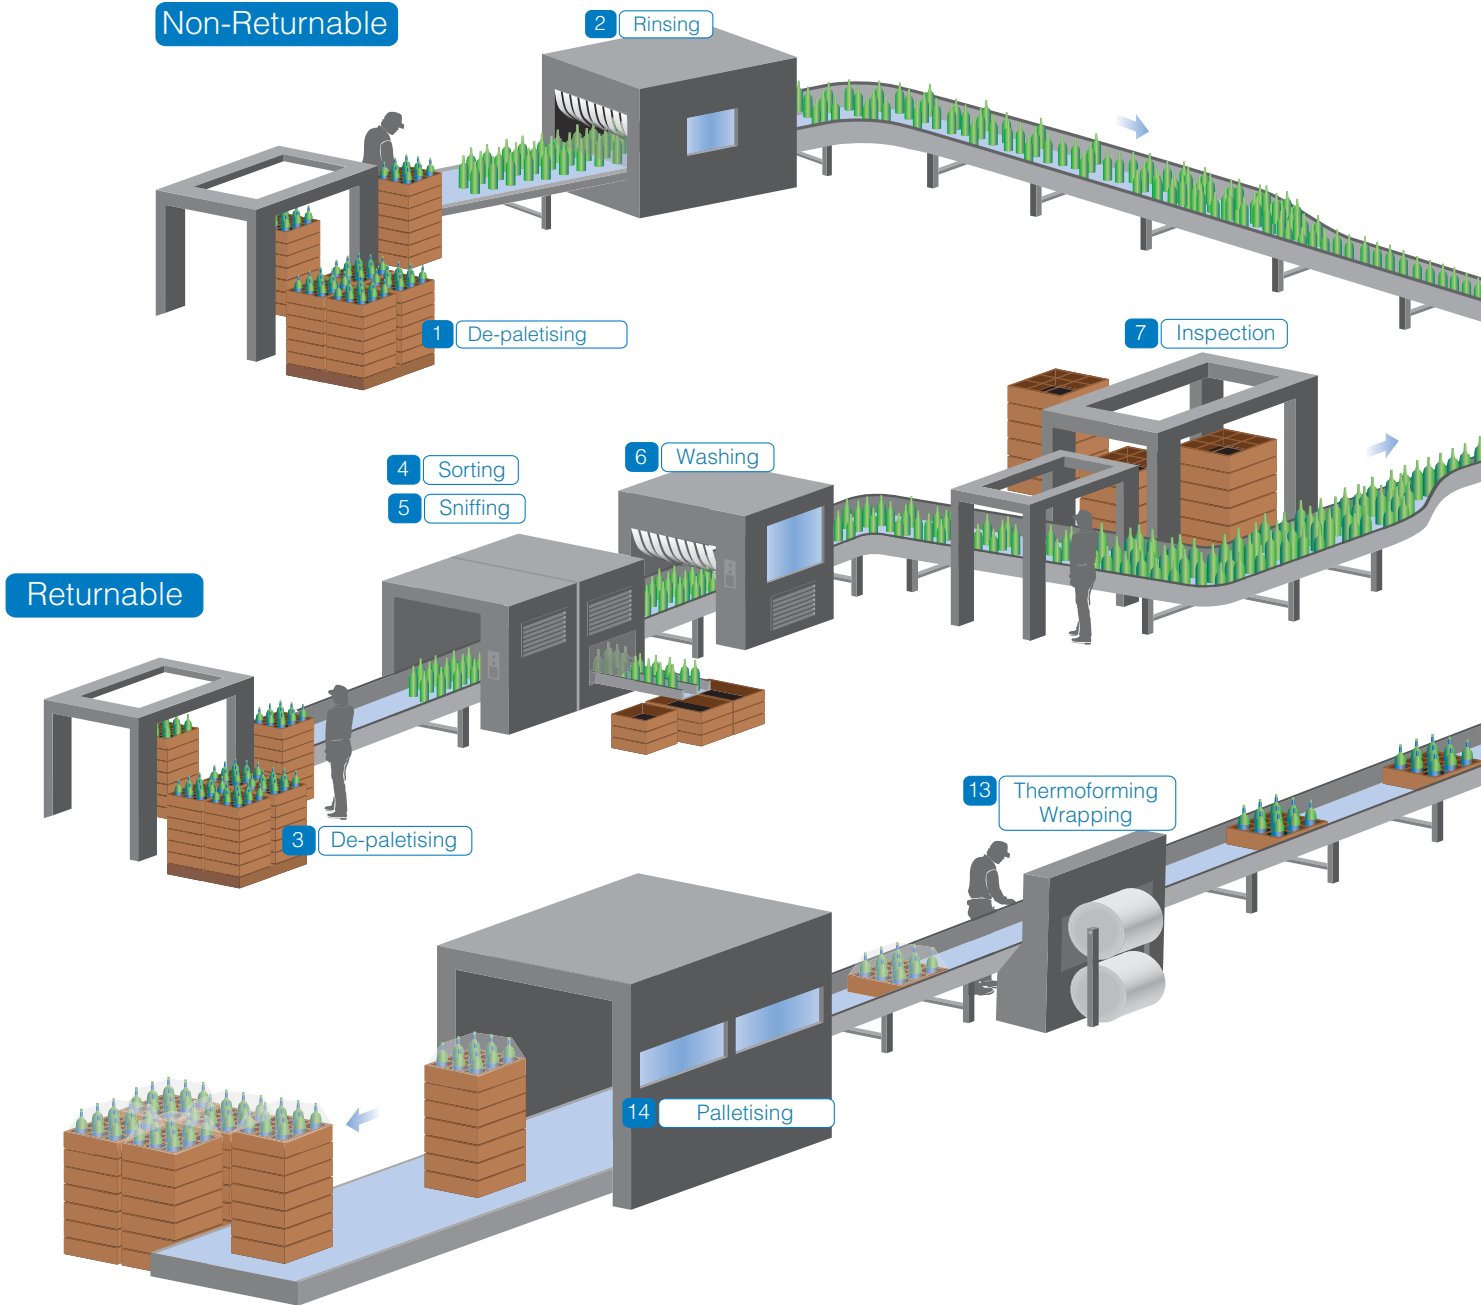 Non-Returnable
2 Rinsing
1 De-paletising
7 Inspection
4 Sorting
5 Sniffing
6 Washing
Returnable
3 De-paletising
13 Thermoforming
Wrapping
14 Palletising